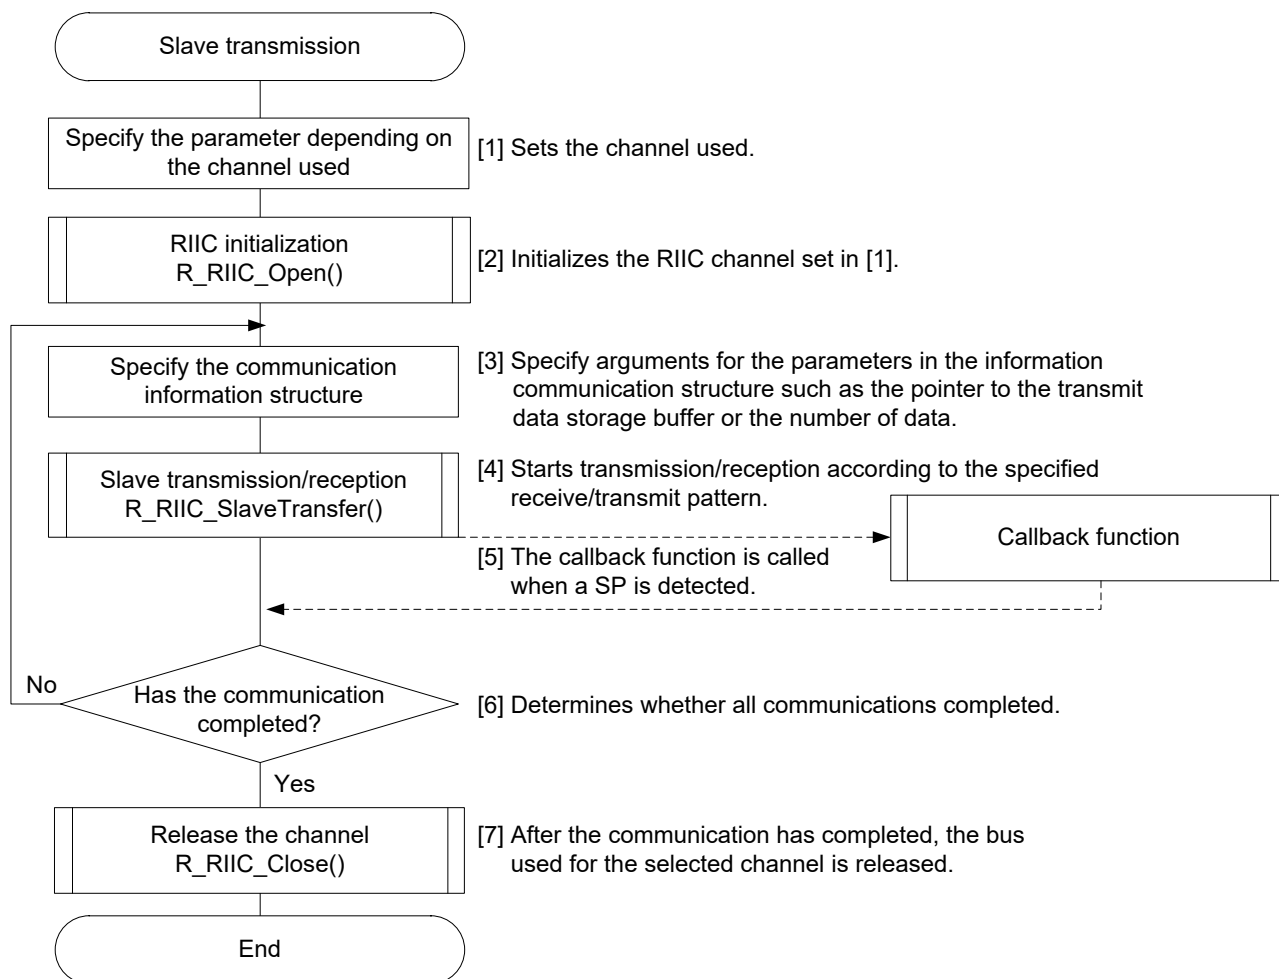 Slave transmission
Specify the parameter depending on
the channel used
[1] Sets the channel used.
RIIC initialization
R_RIIC_Open()
[2] Initializes the RIIC channel set in [1].
Specify the communication
information structure
[3] Specify arguments for the parameters in the information
communication structure such as the pointer to the transmit
data storage buffer or the number of data.
Slave transmission/reception
R_RIIC_SlaveTransfer()
[4] Starts transmission/reception according to the specified
receive/transmit pattern.
Callback function
[5] The callback function is called
when a SP is detected.
No
Has the communication
completed?
[6] Determines whether all communications completed.
Yes
Release the channel
R_RIIC_Close()
[7] After the communication has completed, the bus
used for the selected channel is released.
End